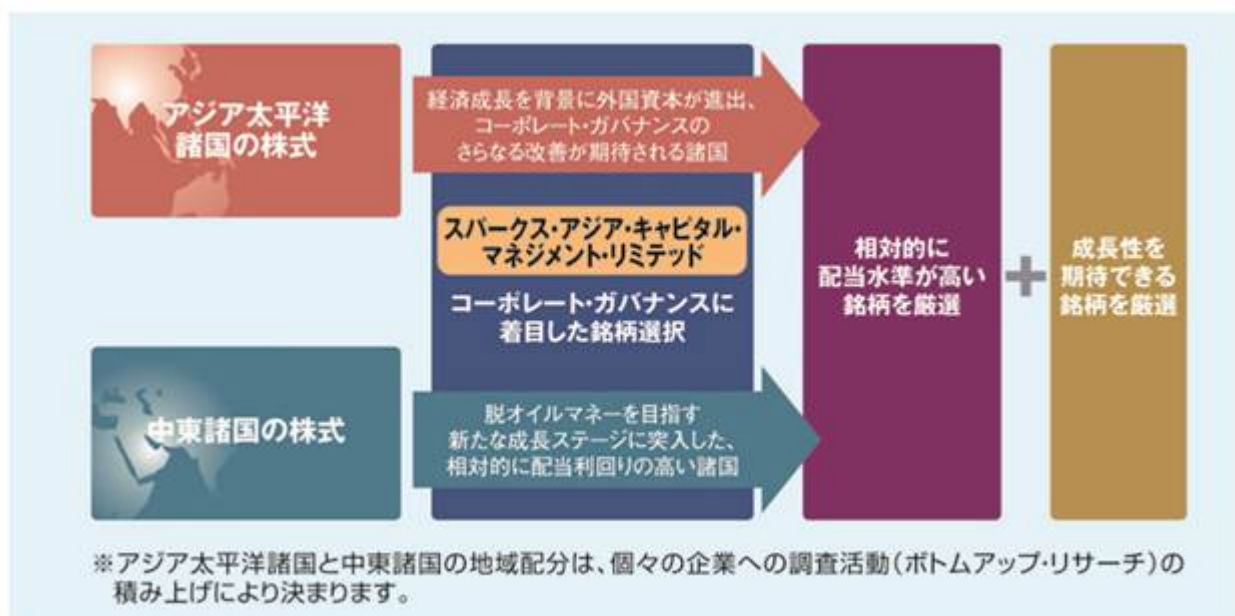 アジア太平洋
諸国の株式
経済成長を背景に外国資本が進出、
コーポレート・ガバナンスの
さらなる改善が期待される諸国
スパークス・アジア・キャピタル・
マネジメント・リミテッド
コーポレート・ガバナンスに
着目した銘柄選択
中東諸国の株式
脱オイルマネーを目指す
新たな成長ステージに突入した、
相対的に配当利回りの高い諸国
相対的に
配当水準が高い
銘柄を厳選
+
成長性を
期待できる
銘柄を厳選
※アジア太平洋諸国と中東諸国の地域配分は、個々の企業への調査活動(ボトムアップ・リサーチ)の
積み上げにより決まります。